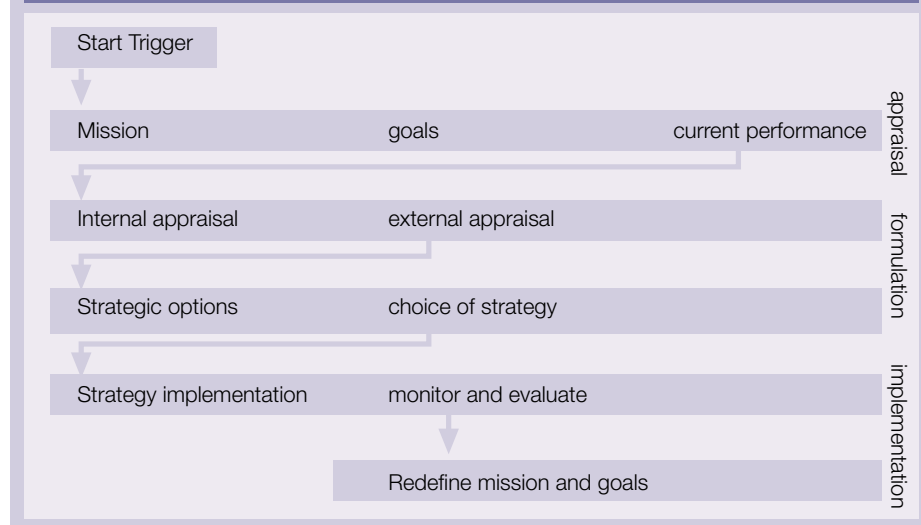 Start Trigger
Mission goals current performance
Internal appraisal external appraisal
Strategic options choice of strategy
Strategy implementation monitor and evaluate
Redefine mission and goals
appraisal
formulation
implementation